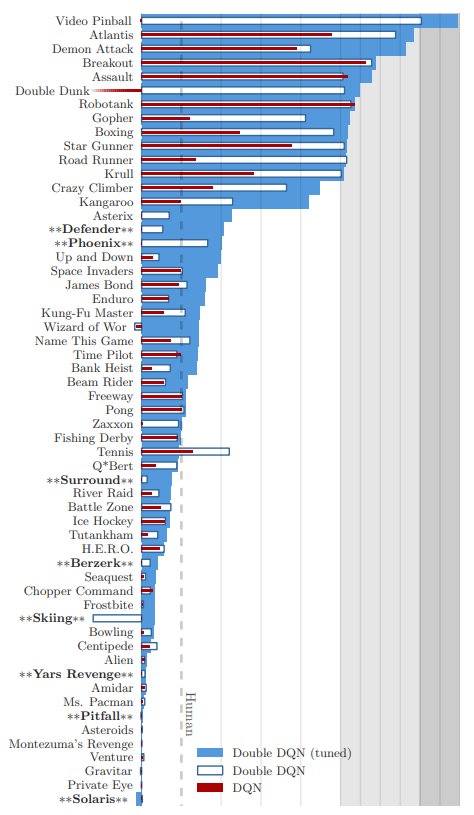 Video Pinball
Atlantis
Demon Attack
Breakout
Assault
Double Dunk
Robotank
Gopher
Boxing
Star Gunner
Road Runner
Krull
Crazy Climber
Kangaroo
Asterix
**Defender**
**Phoenix**
Up and Down
Space Invaders
James Bond
Enduro
Kung-Fu Master
Wizard of Wor
Name This Game
Time Pilot
Bank Heist
Beam Rider
Freeway
Pong
Zaxxon
Fishing Derby
Tennis
Q*Bert
**Surround**
River Raid
Battle Zone
Ice Hockey
Tutankham
H.E.R.O.
**Berzerk**
Seaquest
Chopper Command
Frostbite
**Skiing**
Bowling
Centipede
Alien
**Yars Revenge**
Amidar
Ms. Pacman
**Pitfall**
Asteroids
Montezuma's Revenge
Venture
Gravitar
Private Eye
**Solaris**
Human
Double DQN (tuned)
Double DQN
DQN